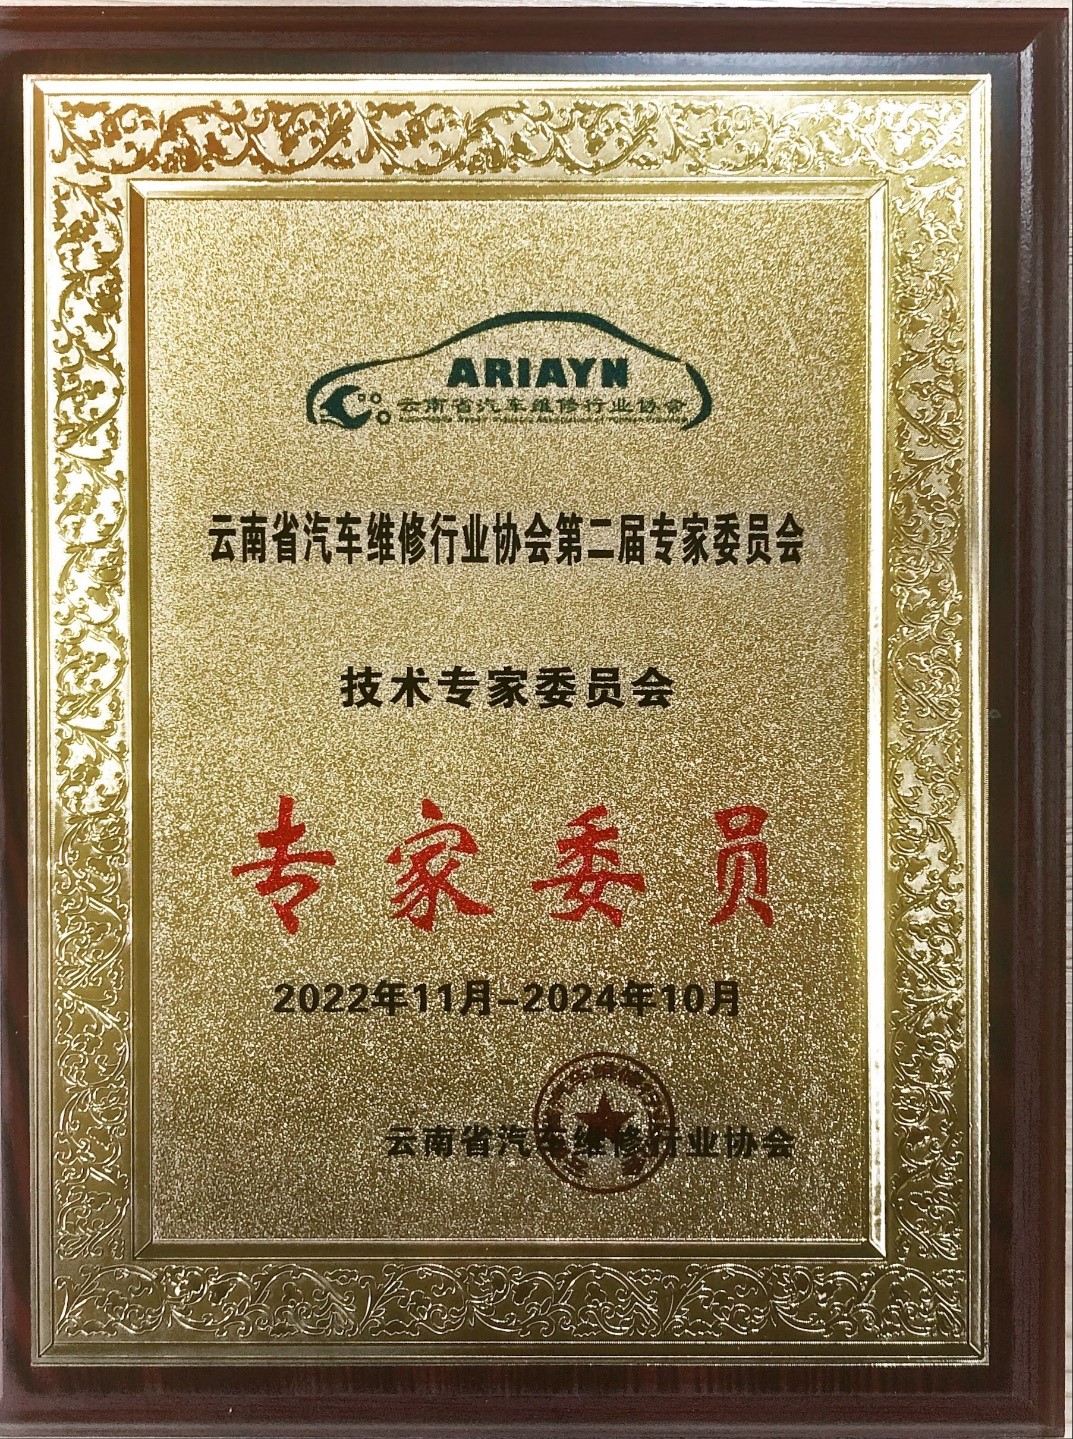 ARIAYN
云南省汽车维修行业协会
云南省汽车维修行业协会第二届专家委员会
技术专家委员会
专家委员
2022年11月-2024年10月
云南省汽车维修行业协会